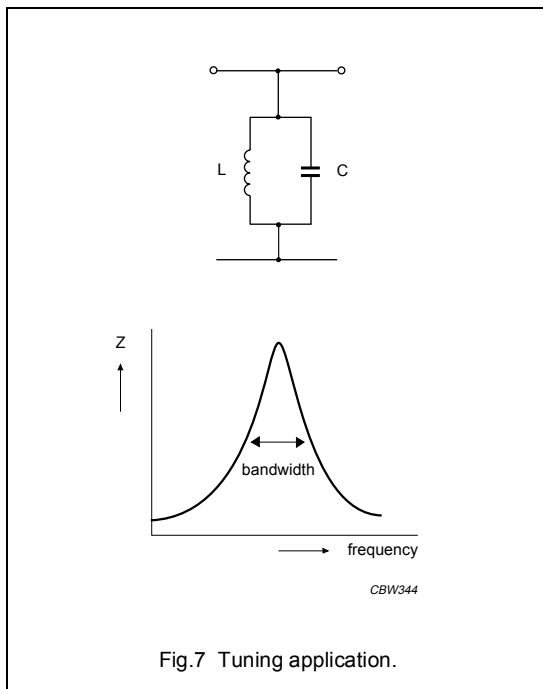 L
C
Z
bandwidth
frequency
CBW344
Fig.7 Tuning application.